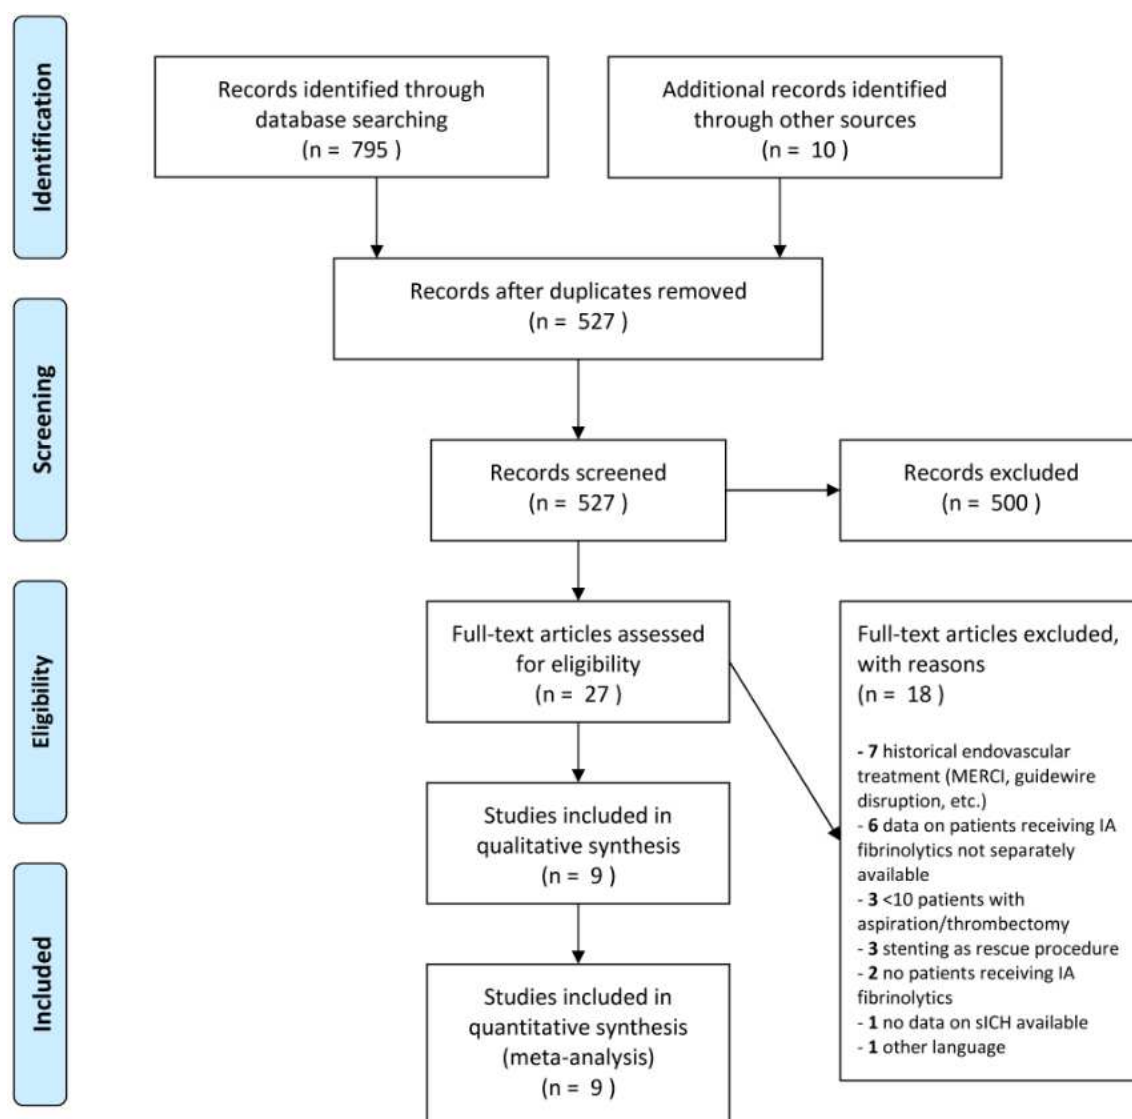 Identification
Records identified through
database searching
(n = 795 )
Additional records identified
through other sources
(n = 10 )
Records after duplicates removed
(n = 527 )
Screening
Records screened
(n = 527 )
Records excluded
(n = 500 )
Eligibility
Full-text articles assessed
for eligibility
(n = 27 )
Full-text articles excluded,
with reasons
(n = 18 )
- 7 historical endovascular
treatment (MERCI, guidewire
disruption, etc.)
- 6 data on patients receiving IA
fibrinolytics not separately
available
- 3 <10 patients with
aspiration/thrombectomy
- 3 stenting as rescue procedure
- 2 no patients receiving IA
fibrinolytics
- 1 no data on sICH available
- 1 other language
Studies included in
qualitative synthesis
(n = 9 )
Included
Studies included in
quantitative synthesis
(meta-analysis)
(n = 9 )